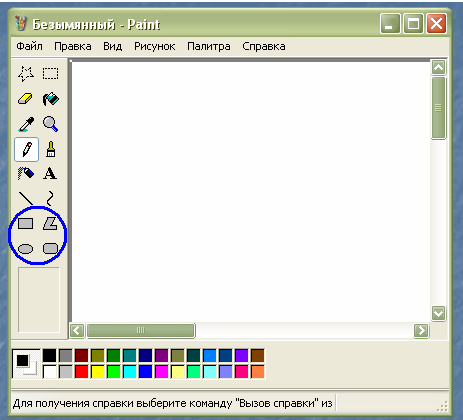 Безымянный - Paint
Файл Правка Вид Рисунок Палитра Справка
A
Для получения справки выберите команду "Вызов справки" из